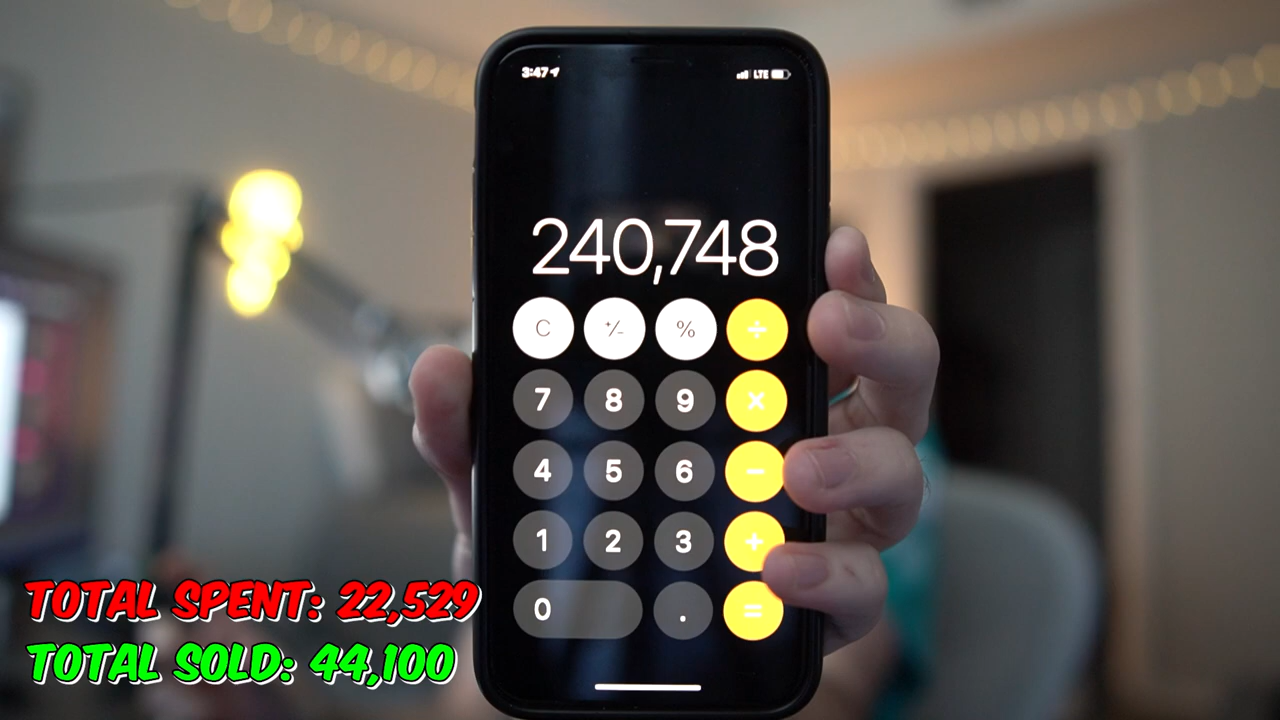 3:47
LTE
240,748
C +/- % ÷
7 8 9 ×
4 5 6 −
1 2 3 +
0 . =
TOTAL SPENT: 22,529
TOTAL SOLD: 44,100